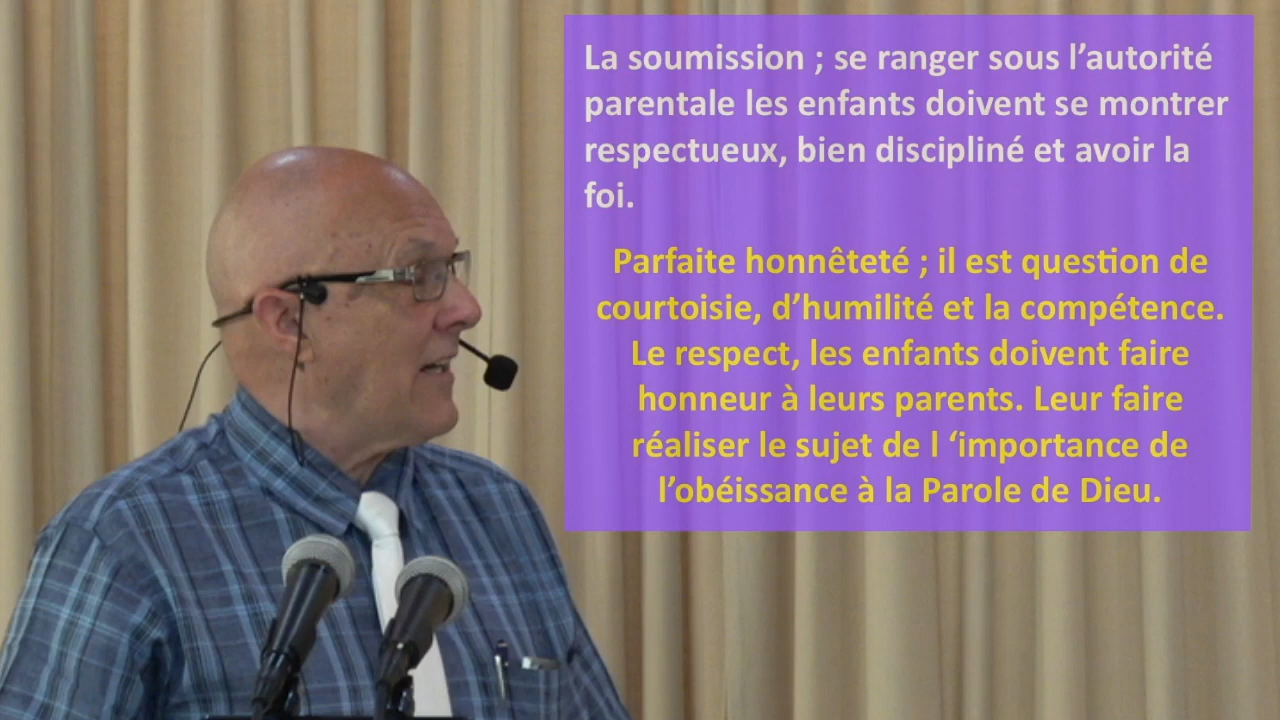 La soumission ; se ranger sous l’autorité
parentale les enfants doivent se montrer
respectueux, bien discipliné et avoir la
foi.
Parfaite honnêteté ; il est question de
courtoisie, d’humilité et la compétence.
Le respect, les enfants doivent faire
honneur à leurs parents. Leur faire
réaliser le sujet de l ‘importance de
l’obéissance à la Parole de Dieu.